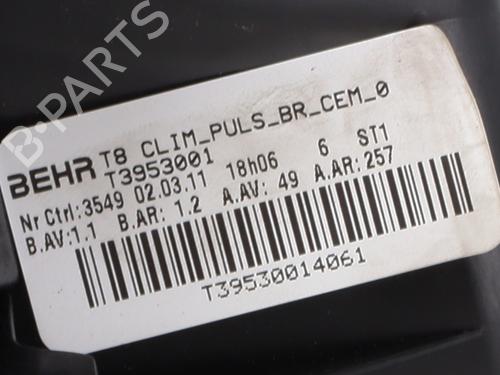 B-PARTS
BEHR T8 CLIM_PULS_BR_CEM_0
T3953001
Nr Ctrl:3549 02.03.11 18h06 6 ST1
B.AV:1.1 B.AR: 1.2 A.AV: 49 A.AR:257
T39530014061